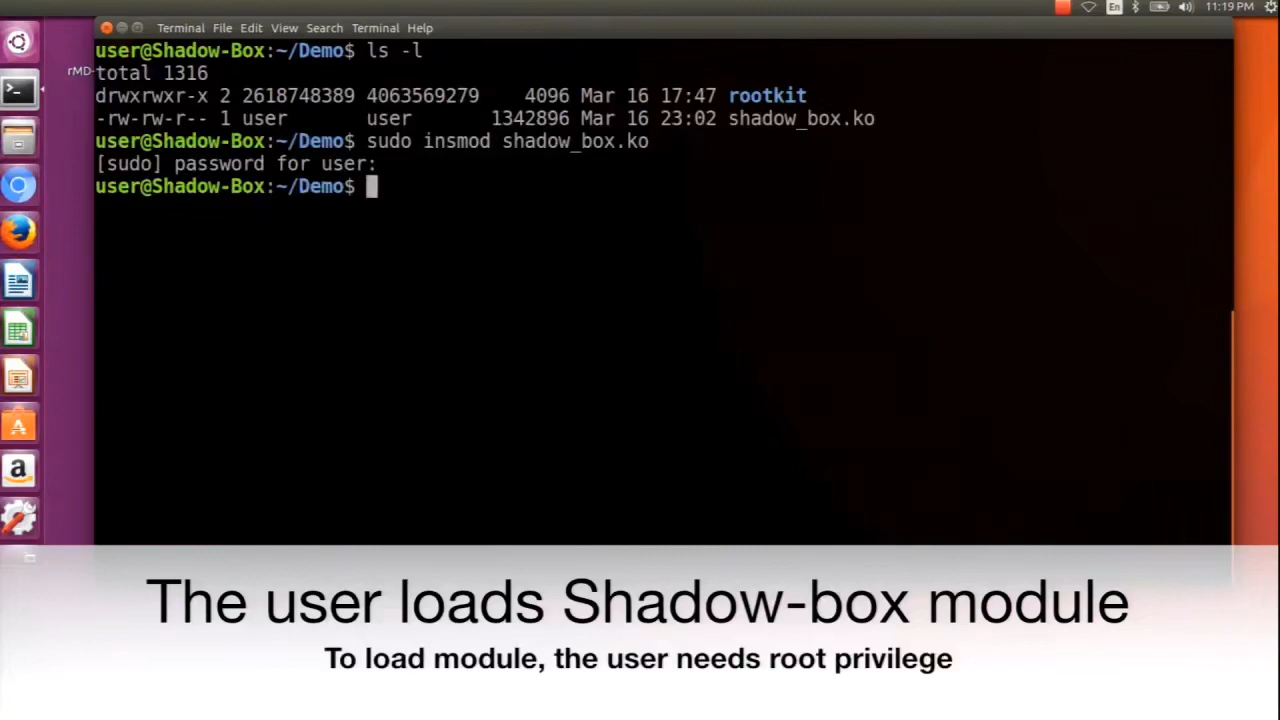 11:19 PM
En
Terminal File Edit View Search Terminal Help
user@Shadow-Box:~/Demo$ ls -l
rMD-
total 1316
drwxrwxr-x 2 2618748389 4063569279 4096 Mar 16 17:47 rootkit
-rw-rw-r-- 1 user user 1342896 Mar 16 23:02 shadow_box.ko
user@Shadow-Box:~/Demo$ sudo insmod shadow_box.ko
[sudo] password for user:
user@Shadow-Box:~/Demo$
The user loads Shadow-box module
To load module, the user needs root privilege